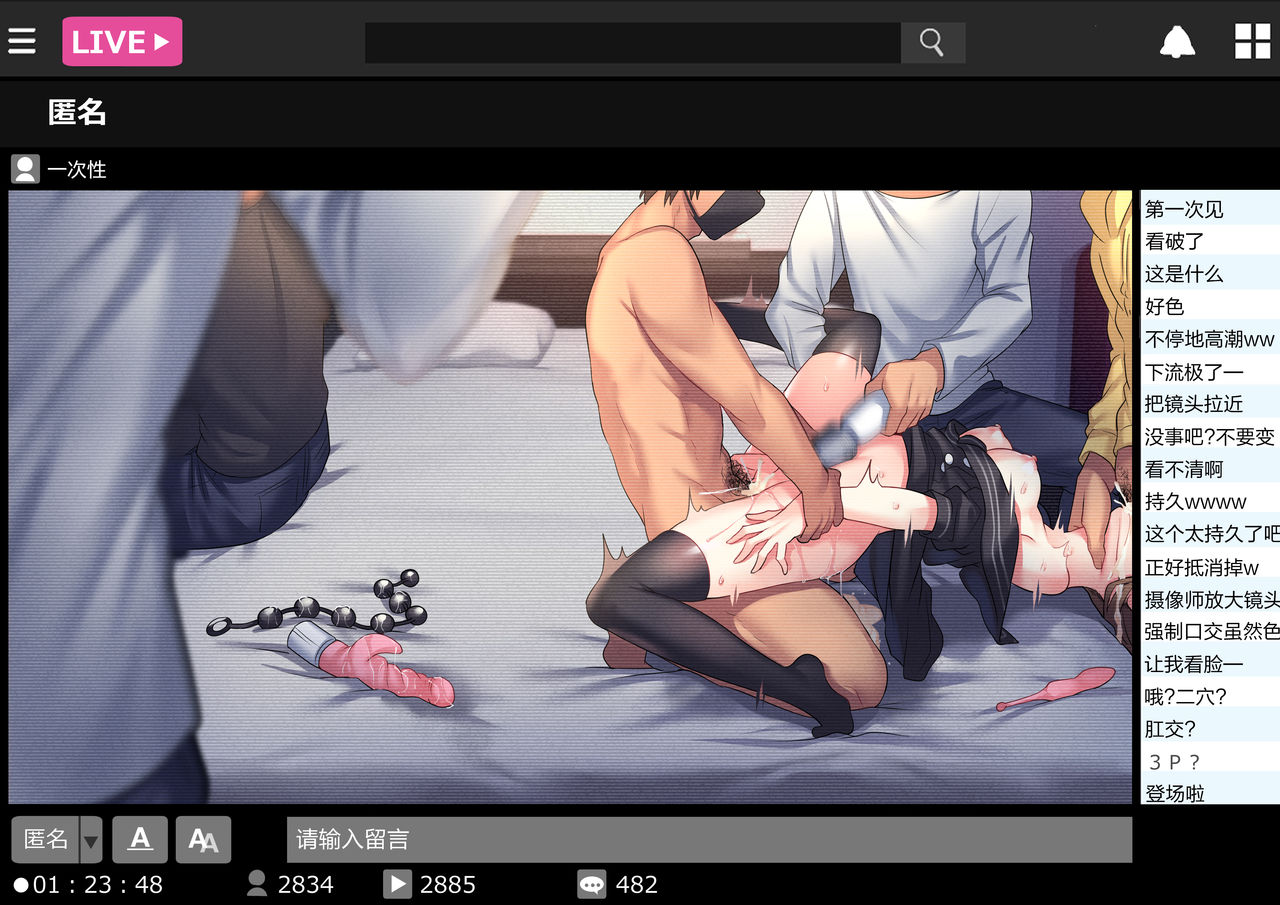 LIVE
匿名
一次性
第一次见
看破了
这是什么
好色
不停地高潮ww
下流极了一
把镜头拉近
没事吧?不要变
看不清啊
持久wwww
这个太持久了吧
正好抵消掉w
摄像师放大镜头
强制口交虽然色
让我看脸一
哦?二穴?
肛交?
３Ｐ？
登场啦
匿名 A AA 请输入留言
01：23：48 2834 2885 482